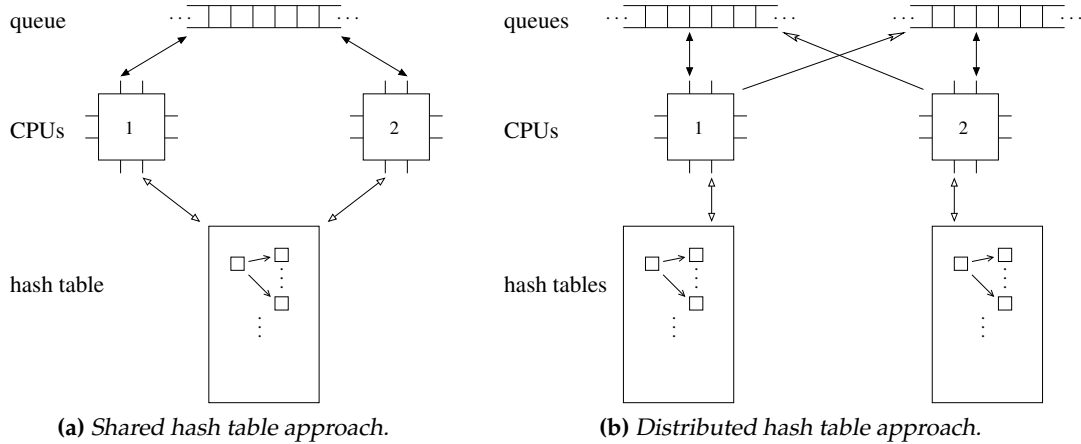 queue ... ... queues ... ... ...
CPUs 1 2 CPUs 1 2
hash table hash tables
(a) Shared hash table approach. (b) Distributed hash table approach.